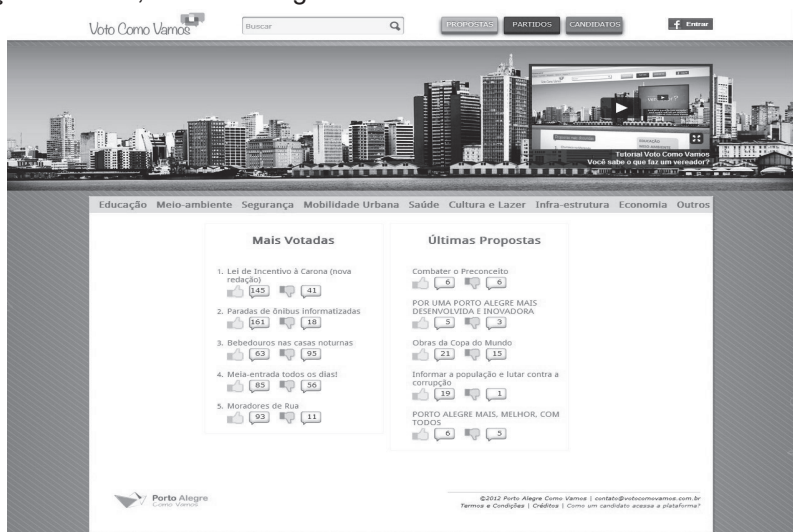 Voto Como Vamos
Buscar
PROPOSTAS PARTIDOS CANDIDATOS
f Entrar
Tutorial Voto Como Vamos
Você sabe o que faz um vereador?
Educação Meio-ambiente Segurança Mobilidade Urbana Saúde Cultura e Lazer Infra-estrutura Economia Outros
Mais Votadas
1. Lei de Incentivo à Carona (nova
redação)
145 41
2. Paradas de ônibus informatizadas
161 18
3. Bebedouros nas casas noturnas
63 95
4. Meia-entrada todos os dias!
85 56
5. Moradores de Rua
93 11
Últimas Propostas
Combater o Preconceito
6 6
POR UMA PORTO ALEGRE MAIS
DESENVOLVIDA E INOVADORA
5 3
Obras da Copa do Mundo
21 15
Informar a população e lutar contra a
corrupção
19 1
PORTO ALEGRE MAIS, MELHOR, COM
TODOS
6 5
Porto Alegre
Como Vamos
©2012 Porto Alegre Como Vamos | contato@votocomovamos.com.br
Termos e Condições | Créditos | Como um candidato acessa a plataforma?